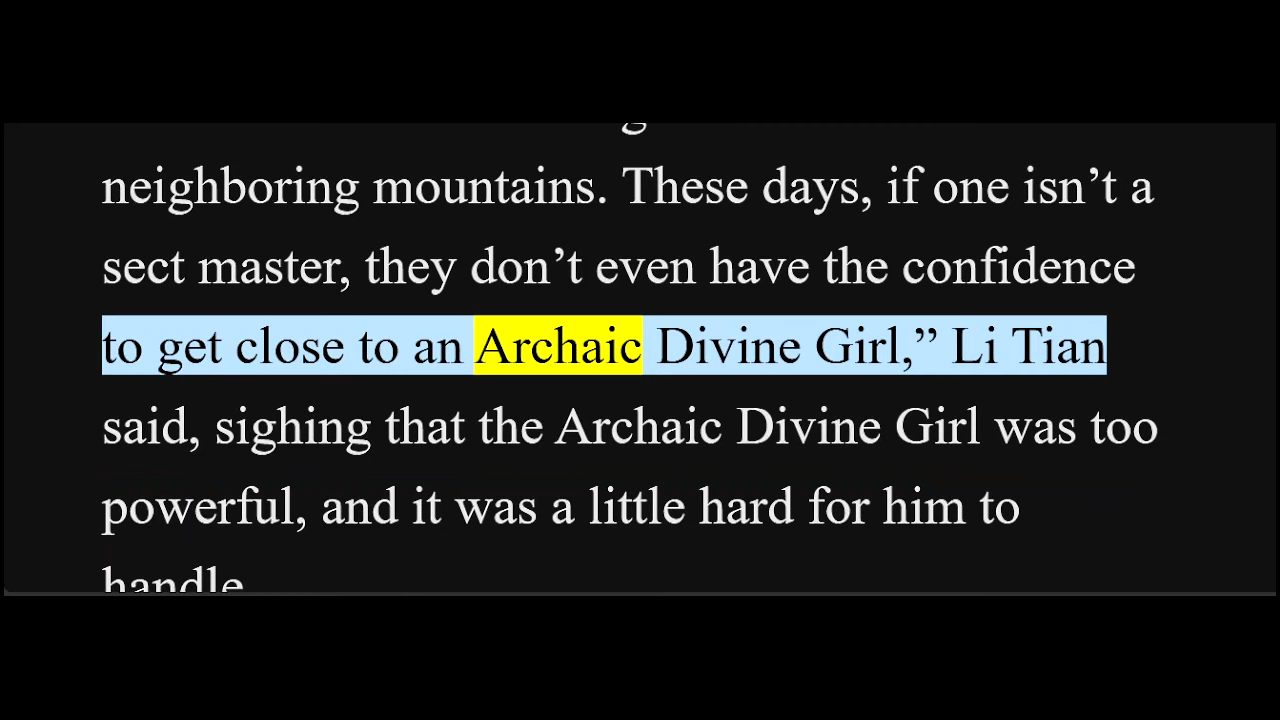 neighboring mountains. These days, if one isn’t a
sect master, they don’t even have the confidence
to get close to an Archaic Divine Girl,” Li Tian
said, sighing that the Archaic Divine Girl was too
powerful, and it was a little hard for him to
handle